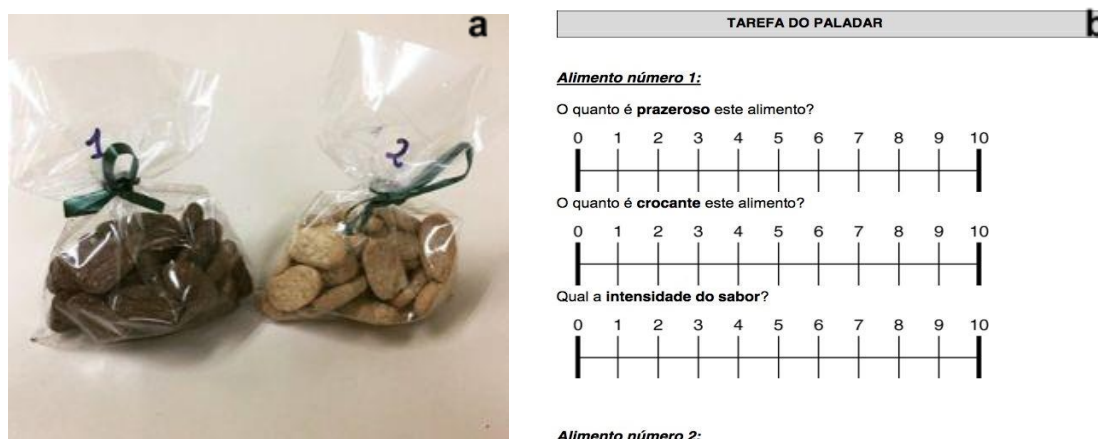 a
1
2
TAREFA DO PALADAR
b
Alimento número 1:
O quanto é prazeroso este alimento?
0 1 2 3 4 5 6 7 8 9 10
O quanto é crocante este alimento?
0 1 2 3 4 5 6 7 8 9 10
Qual a intensidade do sabor?
0 1 2 3 4 5 6 7 8 9 10
Alimento número 2: